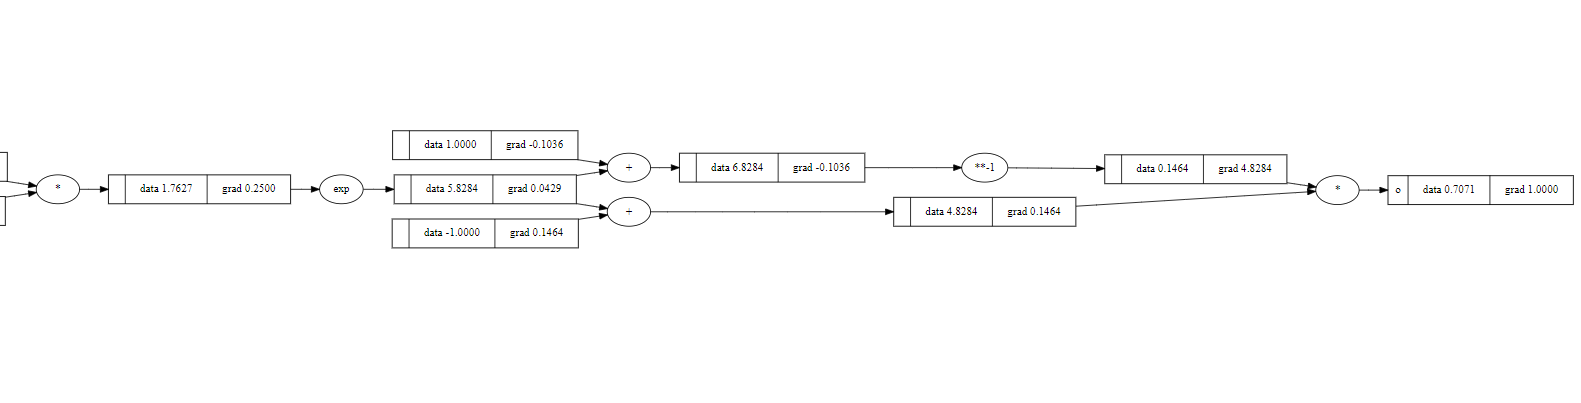 data 1.0000 grad -0.1036
+
data 6.8284 grad -0.1036
**-1
data 0.1464 grad 4.8284
*
data 1.7627 grad 0.2500
exp
data 5.8284 grad 0.0429
*
o data 0.7071 grad 1.0000
+
data 4.8284 grad 0.1464
data -1.0000 grad 0.1464